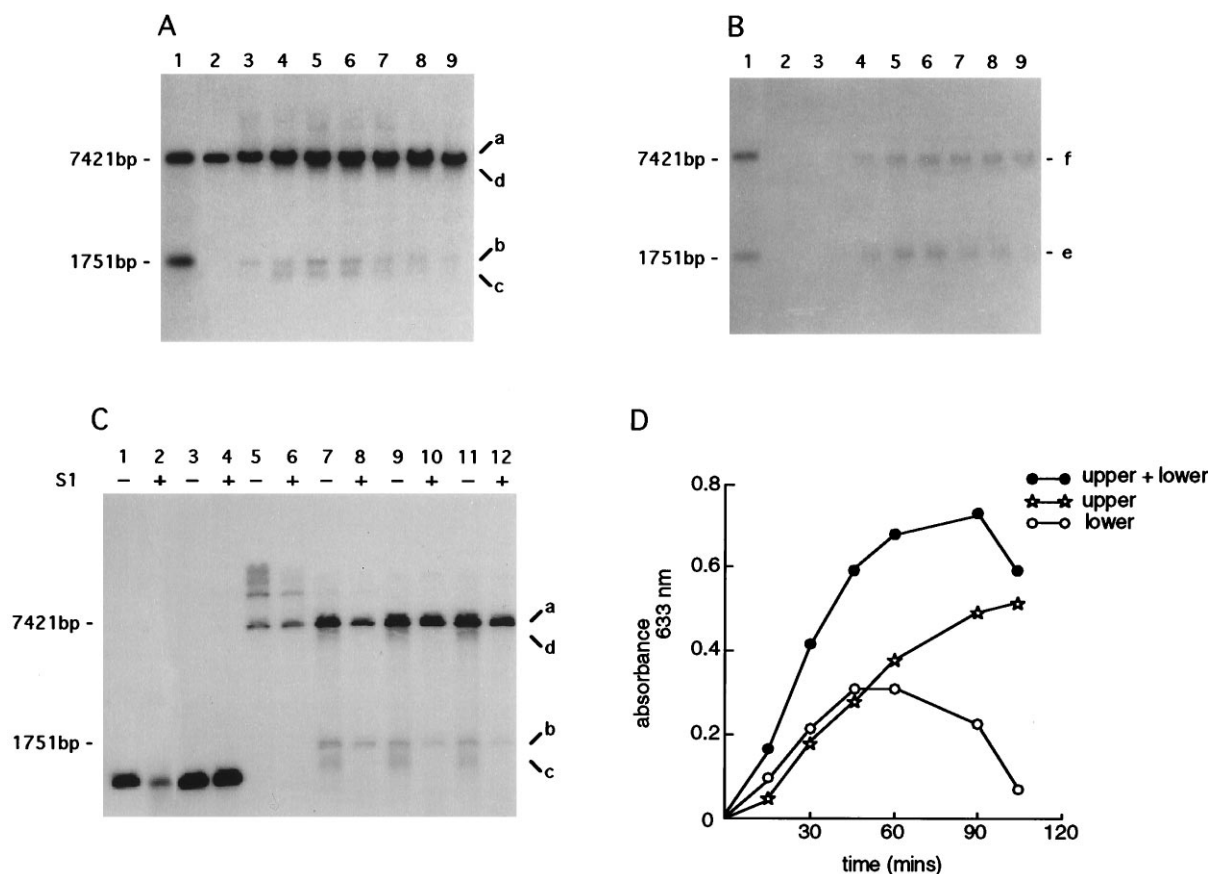 A
1 2 3 4 5 6 7 8 9
7421bp -
1751bp -
a
d
b
c
B
1 2 3 4 5 6 7 8 9
7421bp -
1751bp -
- f
- e
C
1 2 3 4 5 6 7 8 9 10 11 12
S1 - + - + - + - + - + - +
7421bp -
1751bp -
a
d
b
c
D
upper + lower
upper
lower
0.8
0.6
0.4
0.2
0
absorbance 633 nm
30 60 90 120
time (mins)